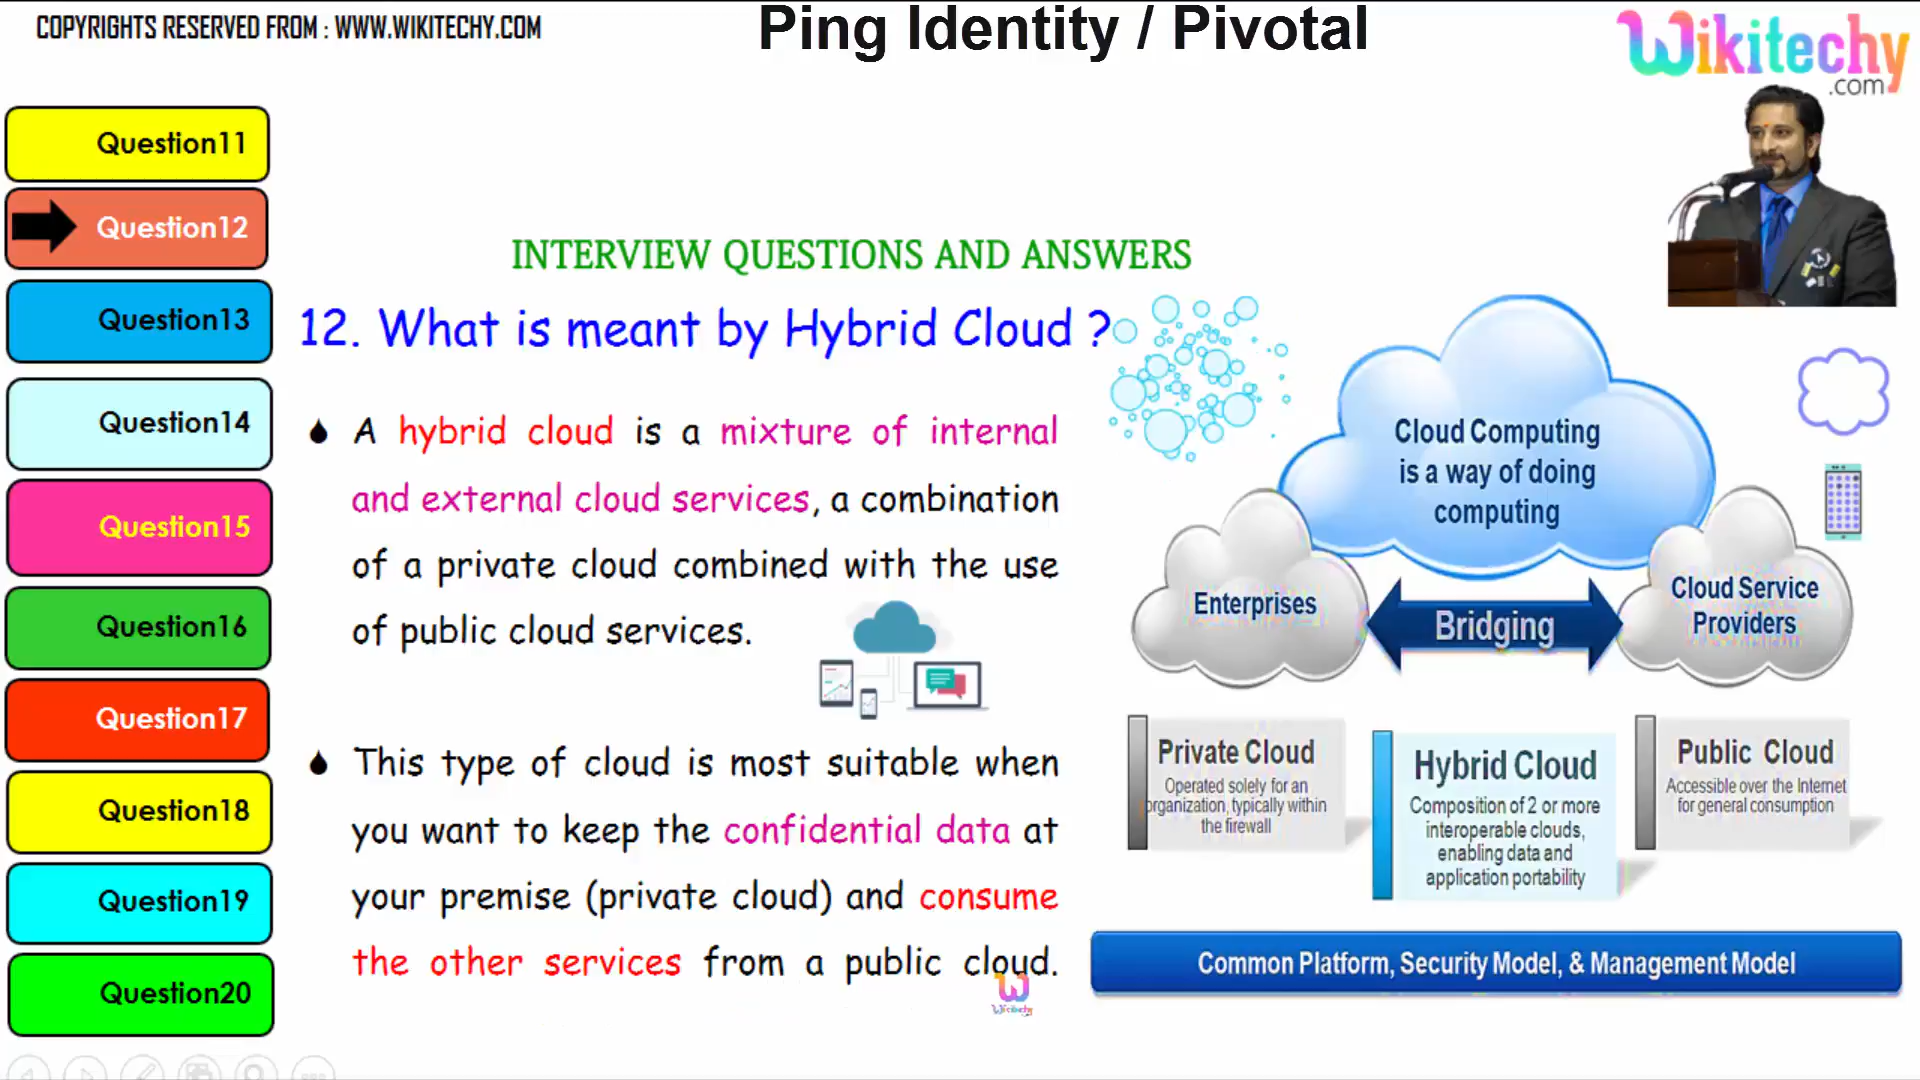 COPYRIGHTS RESERVED FROM : WWW.WIKITECHY.COM
Ping Identity / Pivotal
Wikitechy
.com
Question11
Question12
Question13
Question14
Question15
Question16
Question17
Question18
Question19
Question20
INTERVIEW QUESTIONS AND ANSWERS
12. What is meant by Hybrid Cloud ?
A hybrid cloud is a mixture of internal
and external cloud services, a combination
of a private cloud combined with the use
of public cloud services.
This type of cloud is most suitable when
you want to keep the confidential data at
your premise (private cloud) and consume
the other services from a public cloud.
Wikitechy
Cloud Computing
is a way of doing
computing
Enterprises
Bridging
Cloud Service
Providers
Private Cloud
Operated solely for an
organization, typically within
the firewall
Hybrid Cloud
Composition of 2 or more
interoperable clouds,
enabling data and
application portability
Public Cloud
Accessible over the Internet
for general consumption
Common Platform, Security Model, & Management Model